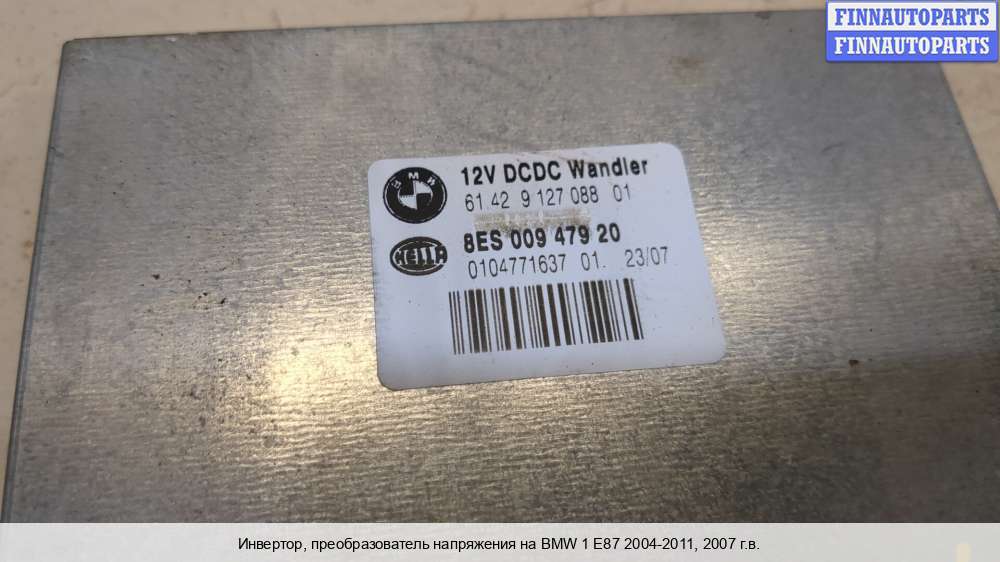 FINNAUTOPARTS
FINNAUTOPARTS
BMW
12V DCDC Wandler
61.42 9 127 088 01
HELLA
8ES 009 479 20
0104771637 01. 23/07
Инвертор, преобразователь напряжения на BMW 1 E87 2004-2011, 2007 г.в.